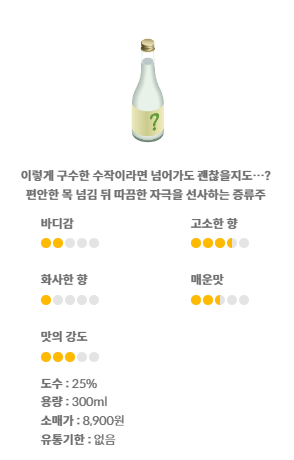 ?
이렇게 구수한 수작이라면 넘어가도 괜찮을지도…?
편안한 목 넘김 뒤 따끔한 자극을 선사하는 증류주
바디감
고소한 향
화사한 향
매운맛
맛의 강도
도수 : 25%
용량 : 300ml
소매가 : 8,900원
유통기한 : 없음